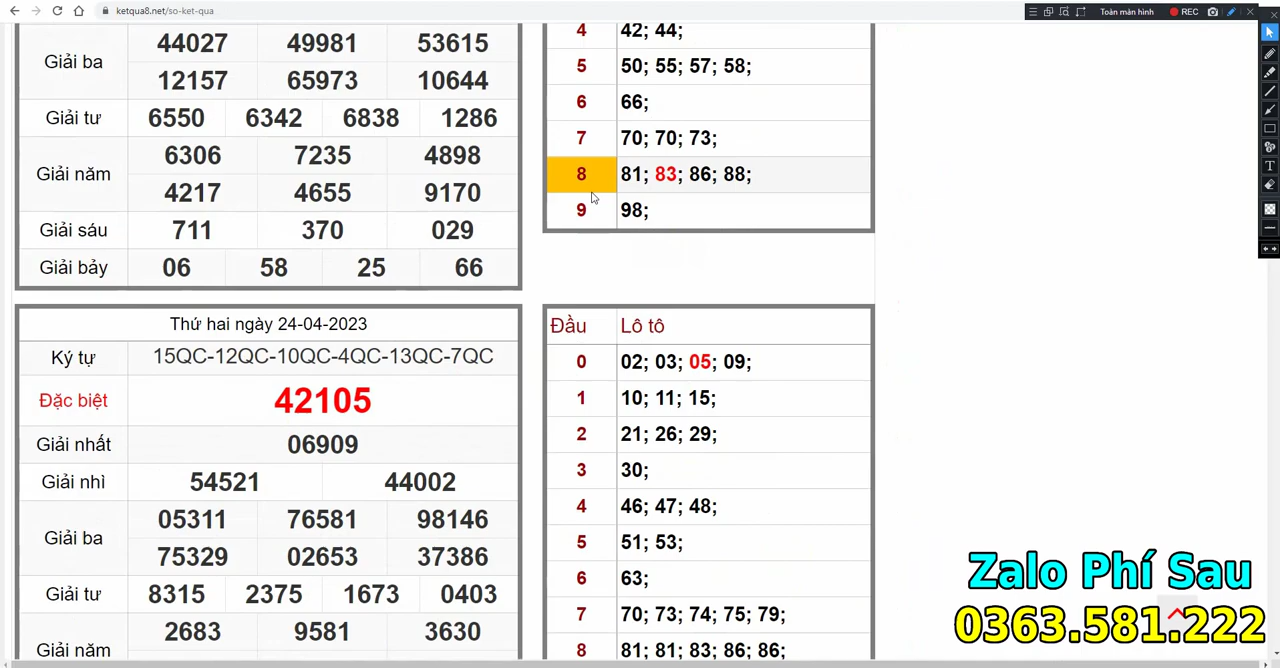 ketqua8.net/so-ket-qua
Toàn màn hình
REC
Giải ba
44027 49981 53615
12157 65973 10644
Giải tư
6550 6342 6838 1286
Giải năm
6306 7235 4898
4217 4655 9170
Giải sáu
711 370 029
Giải bảy
06 58 25 66
4 42; 44;
5 50; 55; 57; 58;
6 66;
7 70; 70; 73;
8 81; 83; 86; 88;
9 98;
Thứ hai ngày 24-04-2023
Ký tự 15QC-12QC-10QC-4QC-13QC-7QC
Đặc biệt 42105
Giải nhất 06909
Giải nhì 54521 44002
Giải ba
05311 76581 98146
75329 02653 37386
Giải tư 8315 2375 1673 0403
Giải năm
2683 9581 3630
Đầu Lô tô
0 02; 03; 05; 09;
1 10; 11; 15;
2 21; 26; 29;
3 30;
4 46; 47; 48;
5 51; 53;
6 63;
7 70; 73; 74; 75; 79;
8 81; 81; 83; 86; 86;
Zalo Phí Sau
0363.581.222